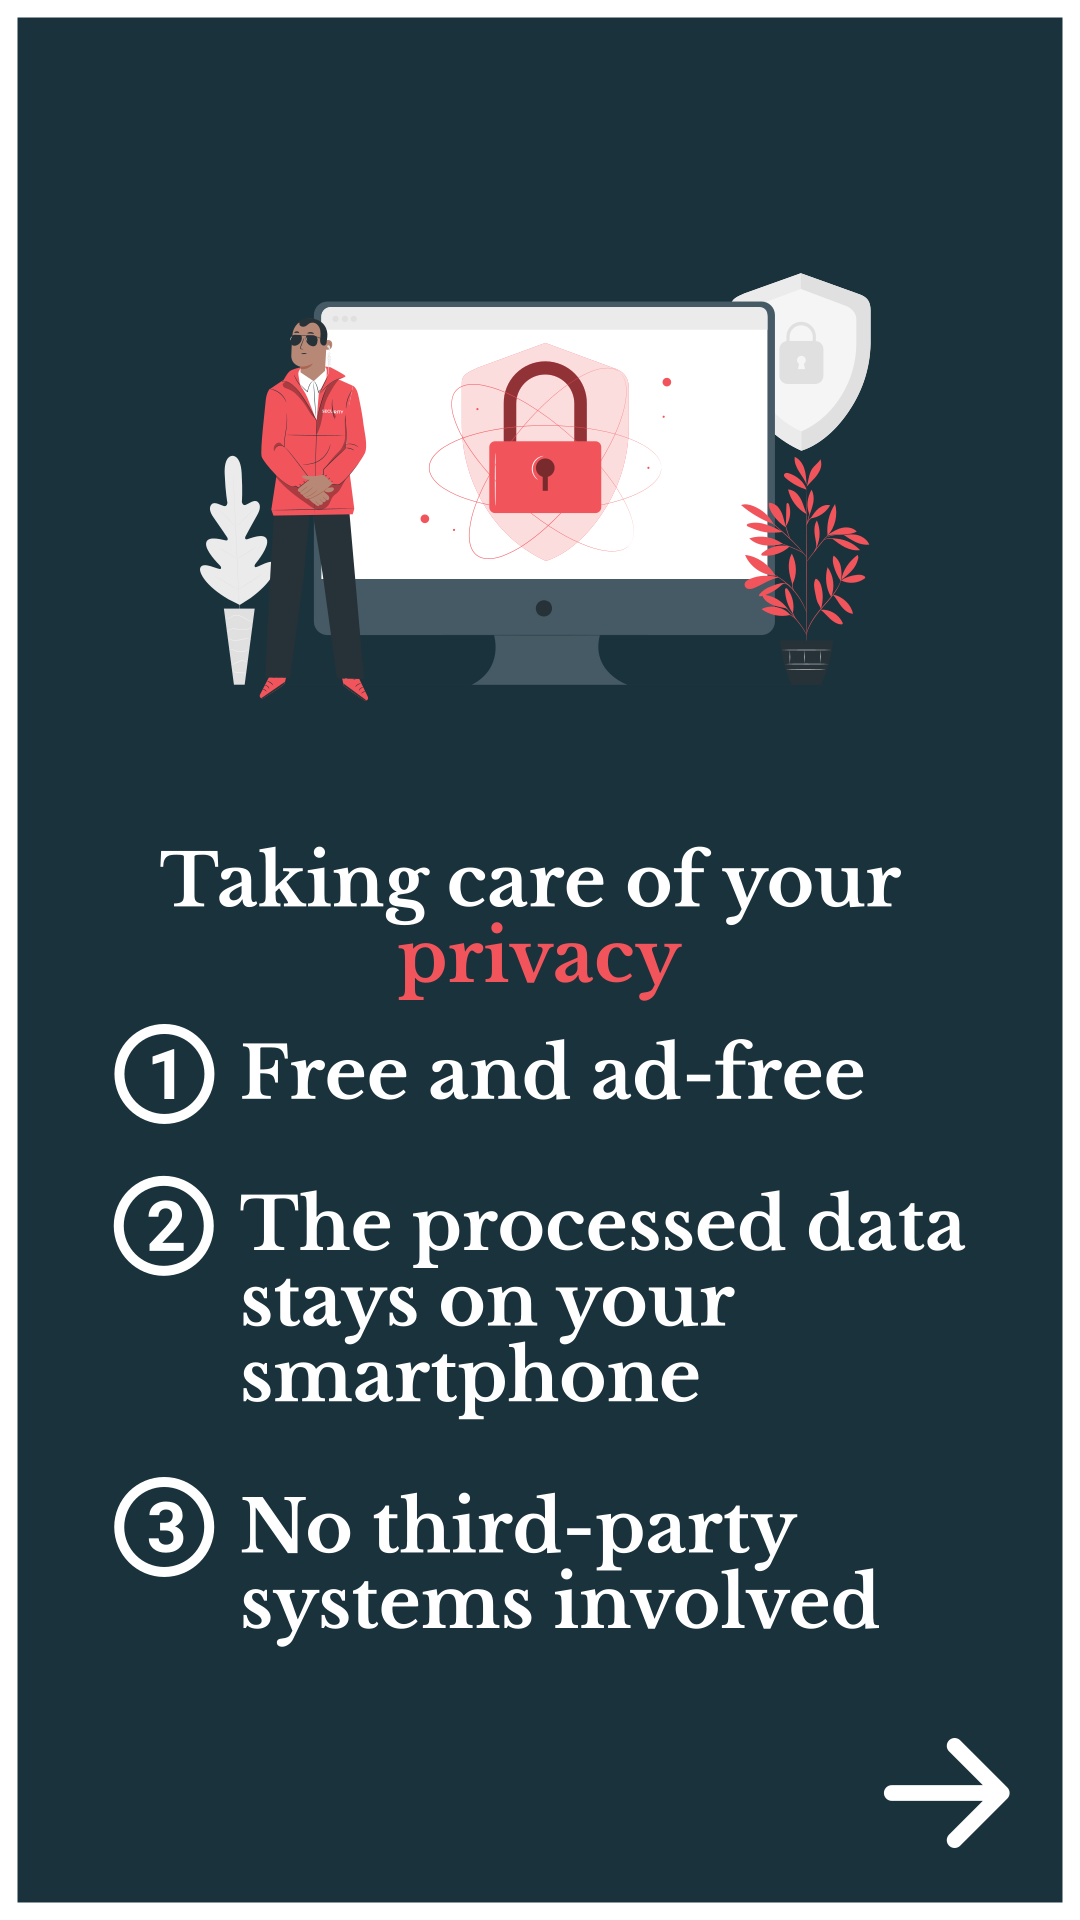 SECURITY
Taking care of your
privacy
1 Free and ad-free
2 The processed data
stays on your
smartphone
3 No third-party
systems involved